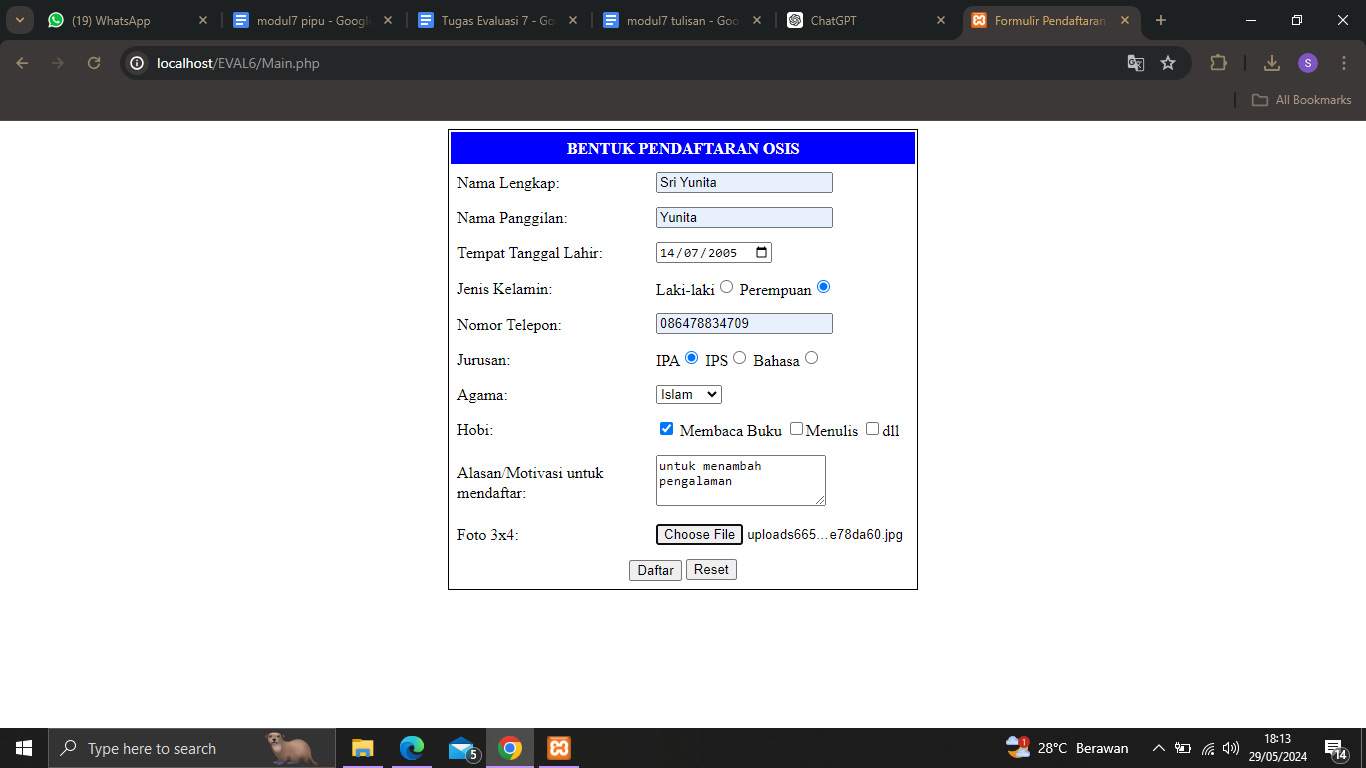 (19) WhatsApp
modul7 pipu - Google
Tugas Evaluasi 7 - Go
modul7 tulisan - Goo
ChatGPT
Formulir Pendaftaran
localhost/EVAL6/Main.php
S
All Bookmarks
BENTUK PENDAFTARAN OSIS
Nama Lengkap: Sri Yunita
Nama Panggilan: Yunita
Tempat Tanggal Lahir: 14/07/2005
Jenis Kelamin: Laki-laki Perempuan
Nomor Telepon: 086478834709
Jurusan: IPA IPS Bahasa
Agama: Islam
Hobi: Membaca Buku Menulis dll
Alasan/Motivasi untuk
mendaftar:
untuk menambah
pengalaman
Foto 3x4: Choose File uploads665...e78da60.jpg
Daftar Reset
Type here to search
5
1
28°C Berawan
18:13
29/05/2024
14